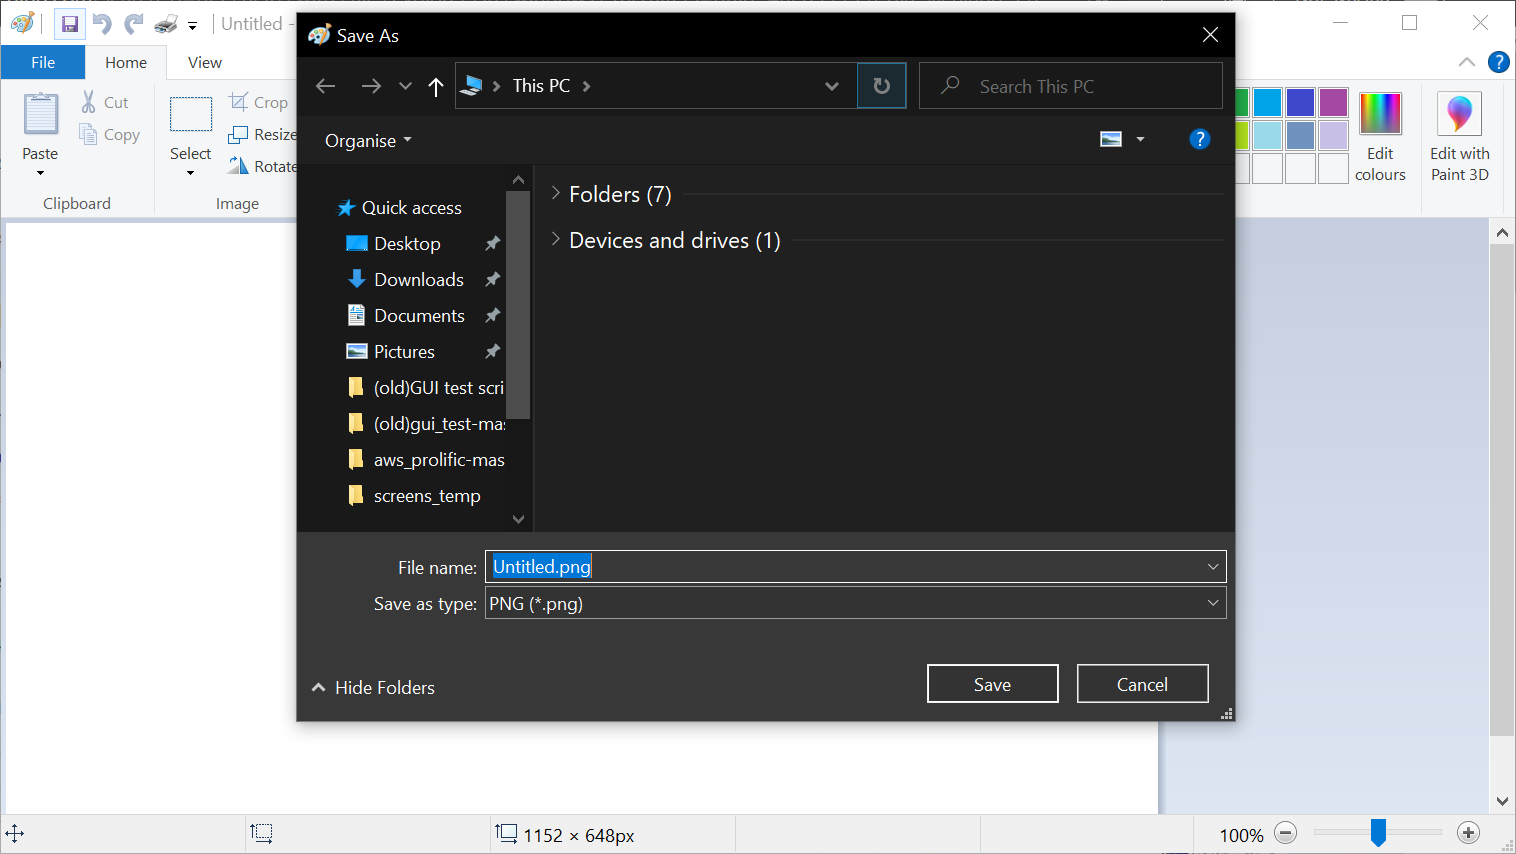 Untitled -
Save As
File
Home
View
This PC
Search This PC
Organise
Paste
Cut
Copy
Clipboard
Select
Crop
Resize
Rotate
Image
Edit colours
Edit with Paint 3D
Quick access
Desktop
Downloads
Documents
Pictures
(old)GUI test scri
(old)gui_test-mas
aws_prolific-mas
screens_temp
Folders (7)
Devices and drives (1)
File name: Untitled.png
Save as type: PNG (*.png)
Hide Folders
Save
Cancel
1152 × 648px
100%